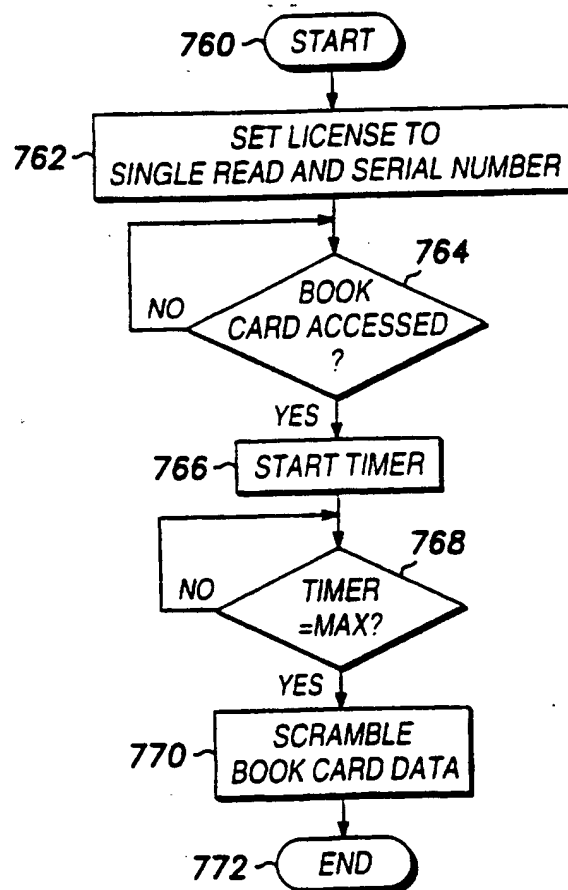 760
START
762
SET LICENSE TO
SINGLE READ AND SERIAL NUMBER
764
BOOK
CARD ACCESSED
?
NO
YES
766
START TIMER
768
TIMER
=MAX?
NO
YES
770
SCRAMBLE
BOOK CARD DATA
772
END